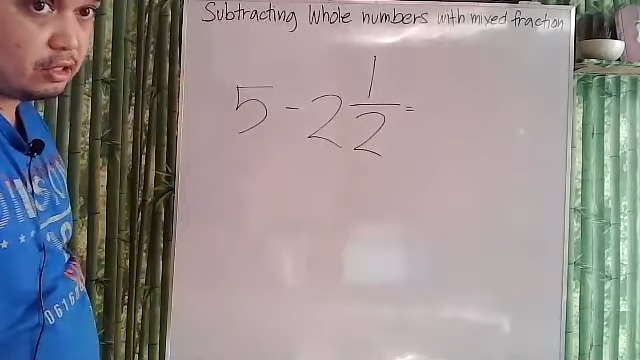 Subtracting Whole numbers with mixed fraction
5 - 2 1/2 =